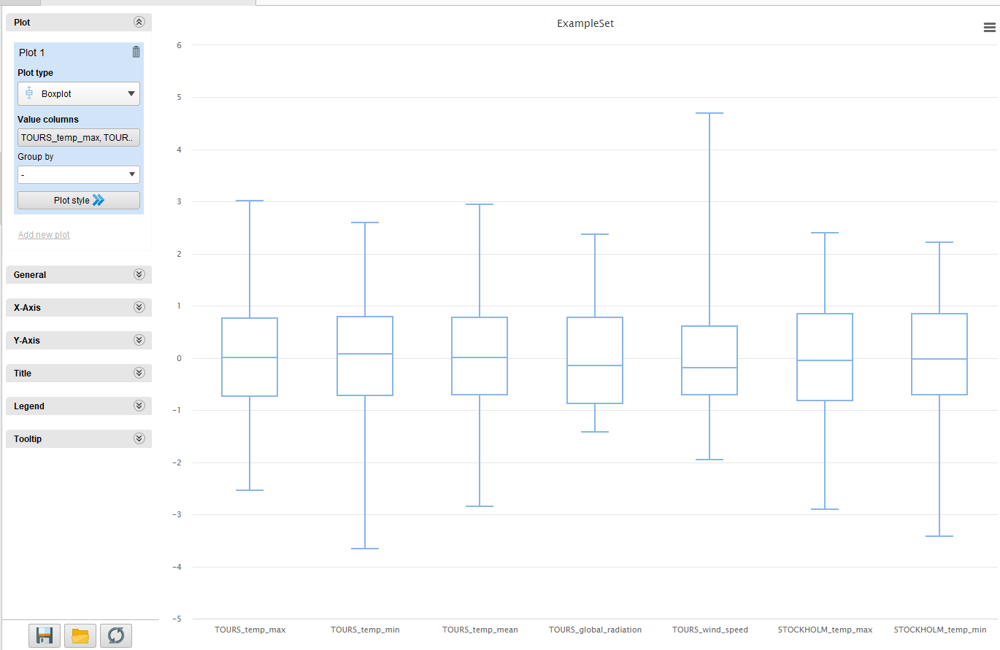 Plot
Plot 1
Plot type
Boxplot
Value columns
TOURS_temp_max, TOUR..
Group by
-
Plot style
Add new plot
General
X-Axis
Y-Axis
Title
Legend
Tooltip
ExampleSet
6
5
4
3
2
1
0
-1
-2
-3
-4
-5
TOURS_temp_max TOURS_temp_min TOURS_temp_mean TOURS_global_radiation TOURS_wind_speed STOCKHOLM_temp_max STOCKHOLM_temp_min